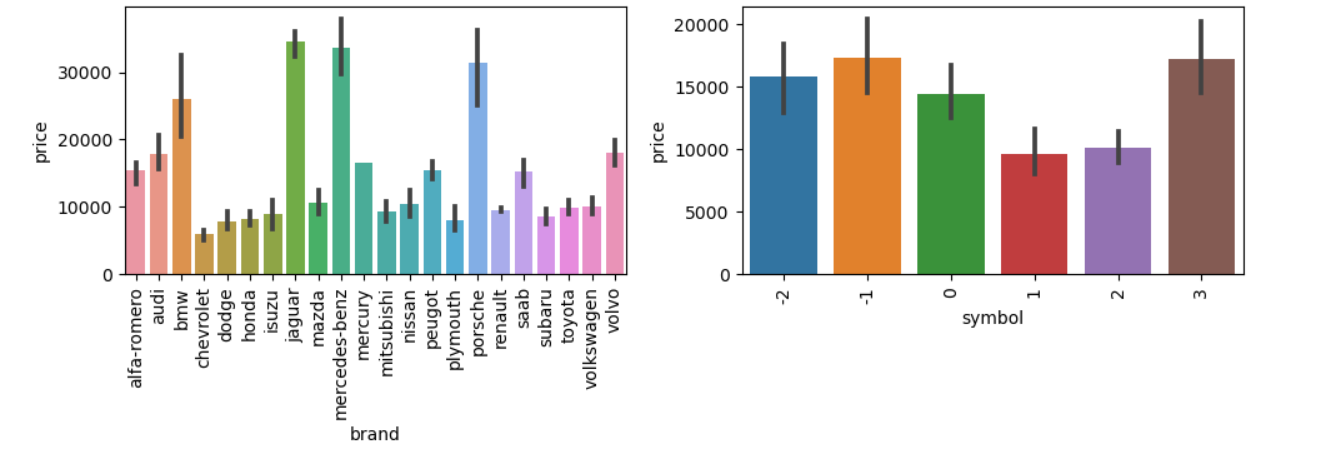 price
30000
20000
10000
0
alfa-romero
audi
bmw
chevrolet
dodge
honda
isuzu
jaguar
mazda
mercedes-benz
mercury
mitsubishi
nissan
peugot
plymouth
porsche
renault
saab
subaru
toyota
volkswagen
volvo
brand
price
20000
15000
10000
5000
0
-2
-1
0
1
2
3
symbol